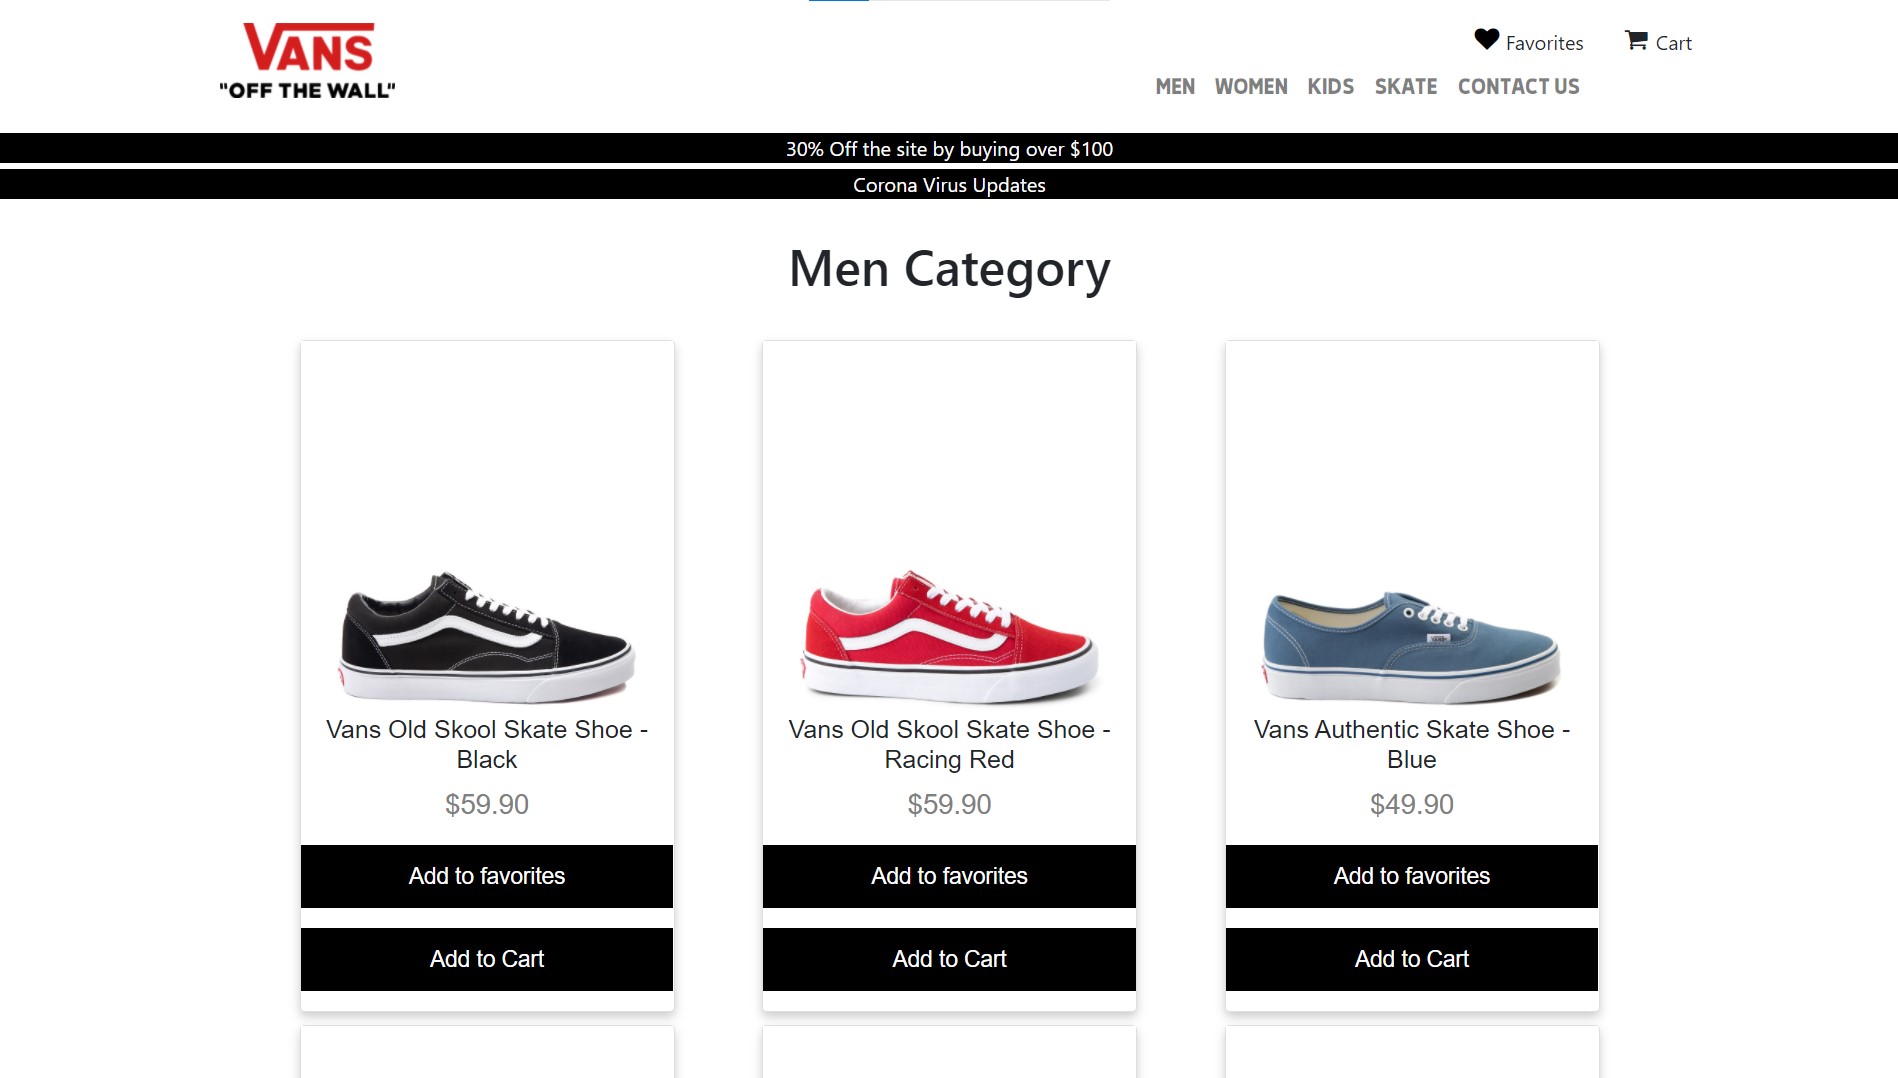 VANS
"OFF THE WALL"
Favorites
Cart
MEN WOMEN KIDS SKATE CONTACT US
30% Off the site by buying over $100
Corona Virus Updates
Men Category
Vans Old Skool Skate Shoe -
Black
$59.90
Add to favorites
Add to Cart
Vans Old Skool Skate Shoe -
Racing Red
$59.90
Add to favorites
Add to Cart
VANS
Vans Authentic Skate Shoe -
Blue
$49.90
Add to favorites
Add to Cart